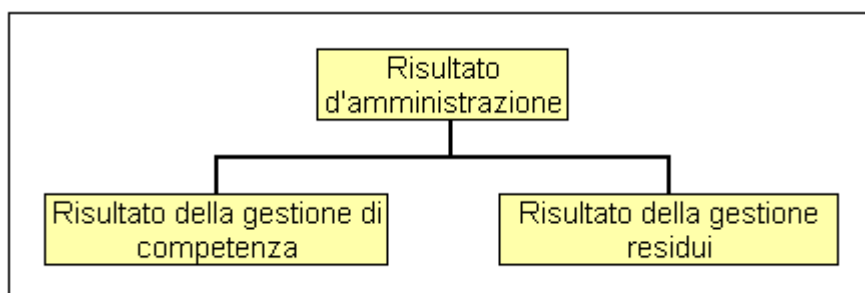 Risultato
d'amministrazione
Risultato della gestione di
competenza
Risultato della gestione
residui